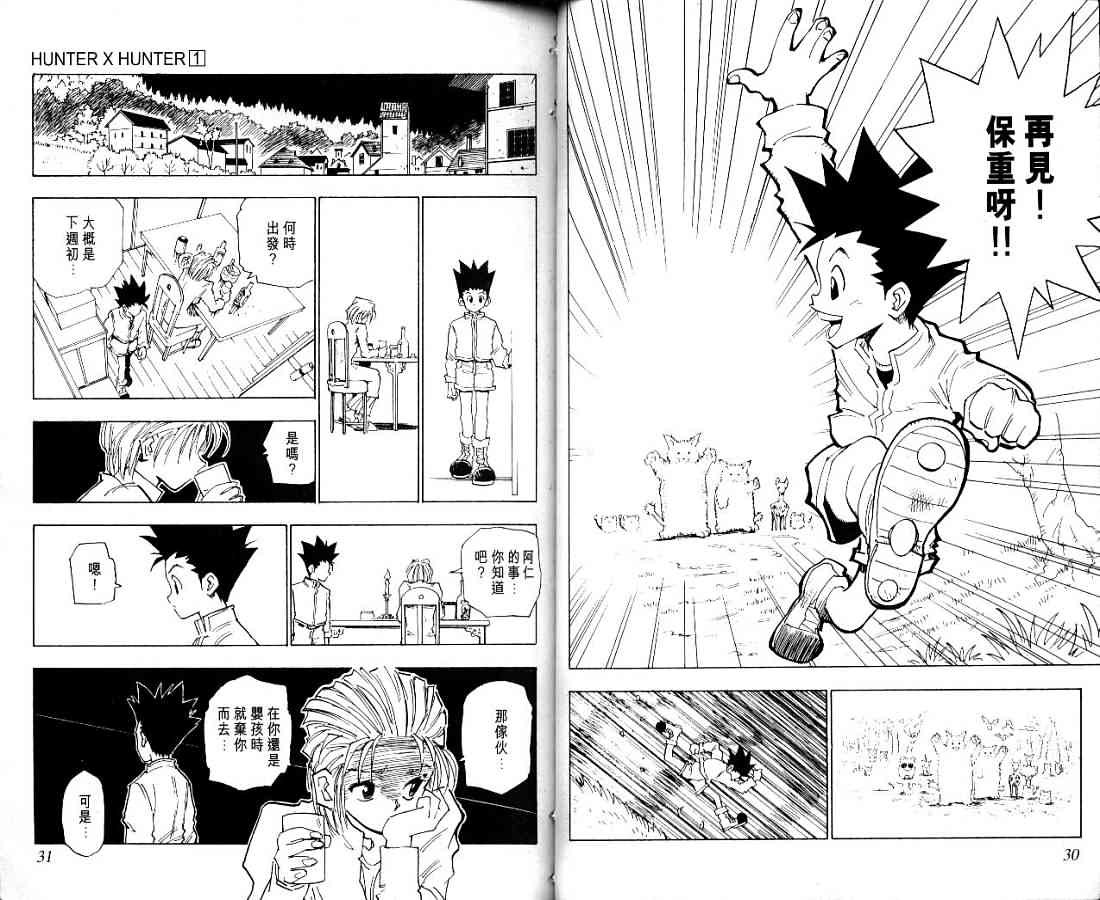 再見！
保重呀!!
30
HUNTER X HUNTER 1
何時
出發？
大概是
下週初…
是嗎？
阿仁
的事…
你知道
吧？
嗯！
那傢伙…
在你還是
嬰孩時
就棄你
而去…
可是…
31